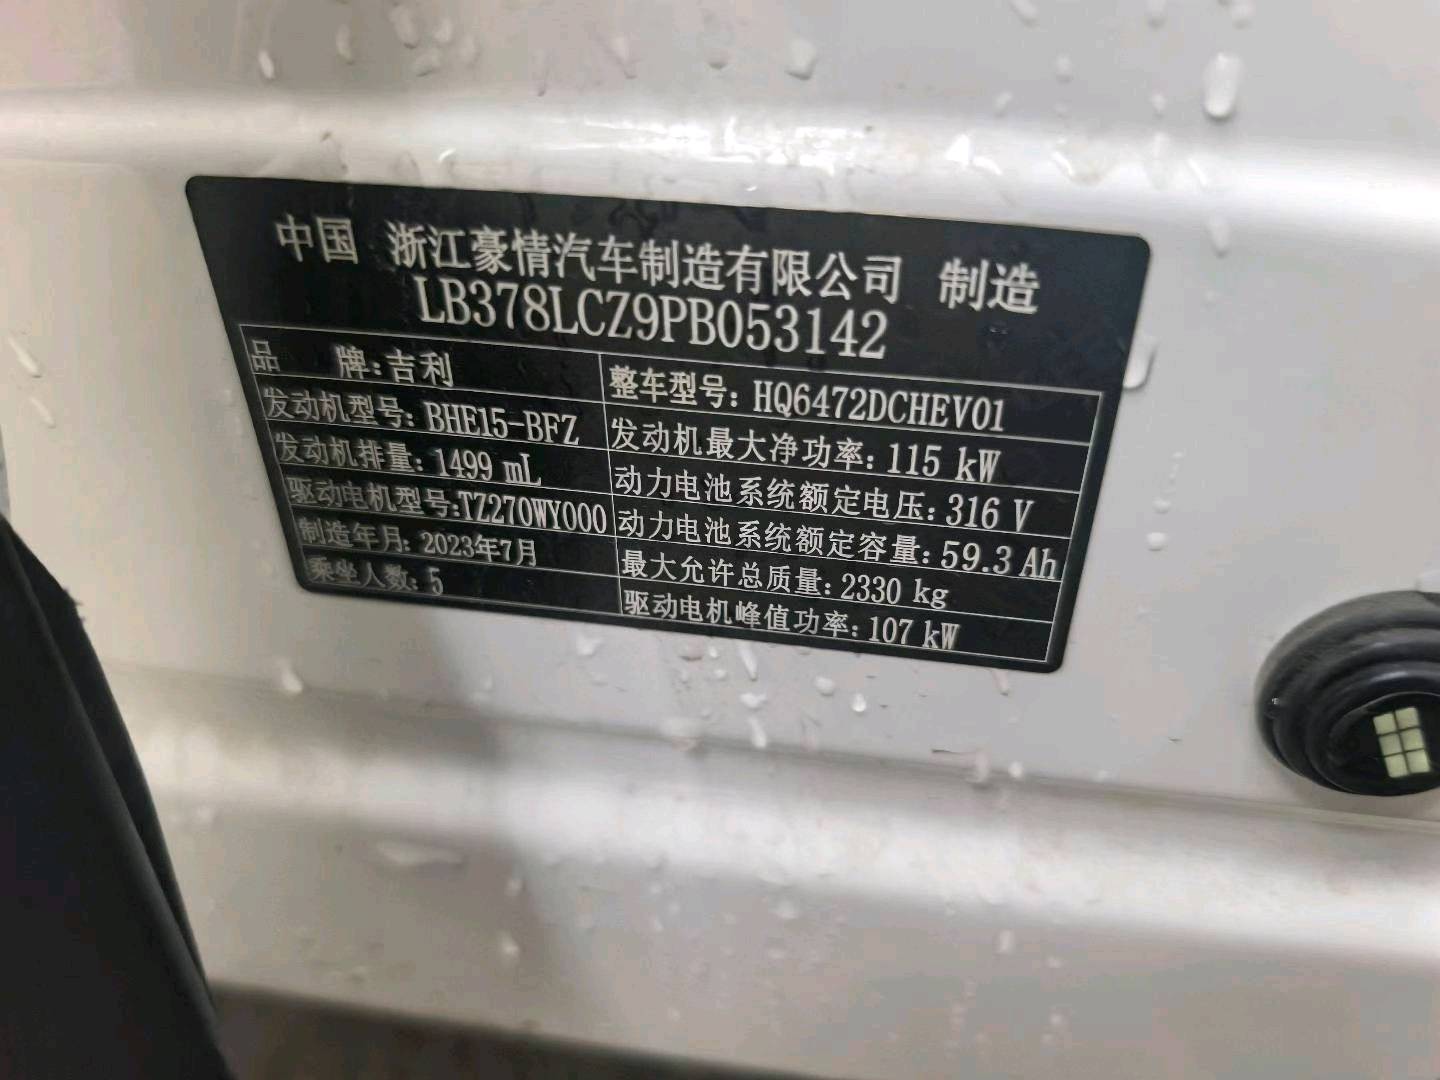 中国 浙江豪情汽车制造有限公司 制造
LB378LCZ9PB053142
品 牌:吉利
整车型号: HQ6472DCHEV01
发动机型号: BHE15-BFZ
发动机最大净功率: 115 kW
发动机排量: 1499 mL
动力电池系统额定电压: 316 V
驱动电机型号:TZ270WY000
动力电池系统额定容量: 59.3 Ah
制造年月: 2023年7月
最大允许总质量: 2330 kg
乘坐人数: 5
驱动电机峰值功率: 107 kW